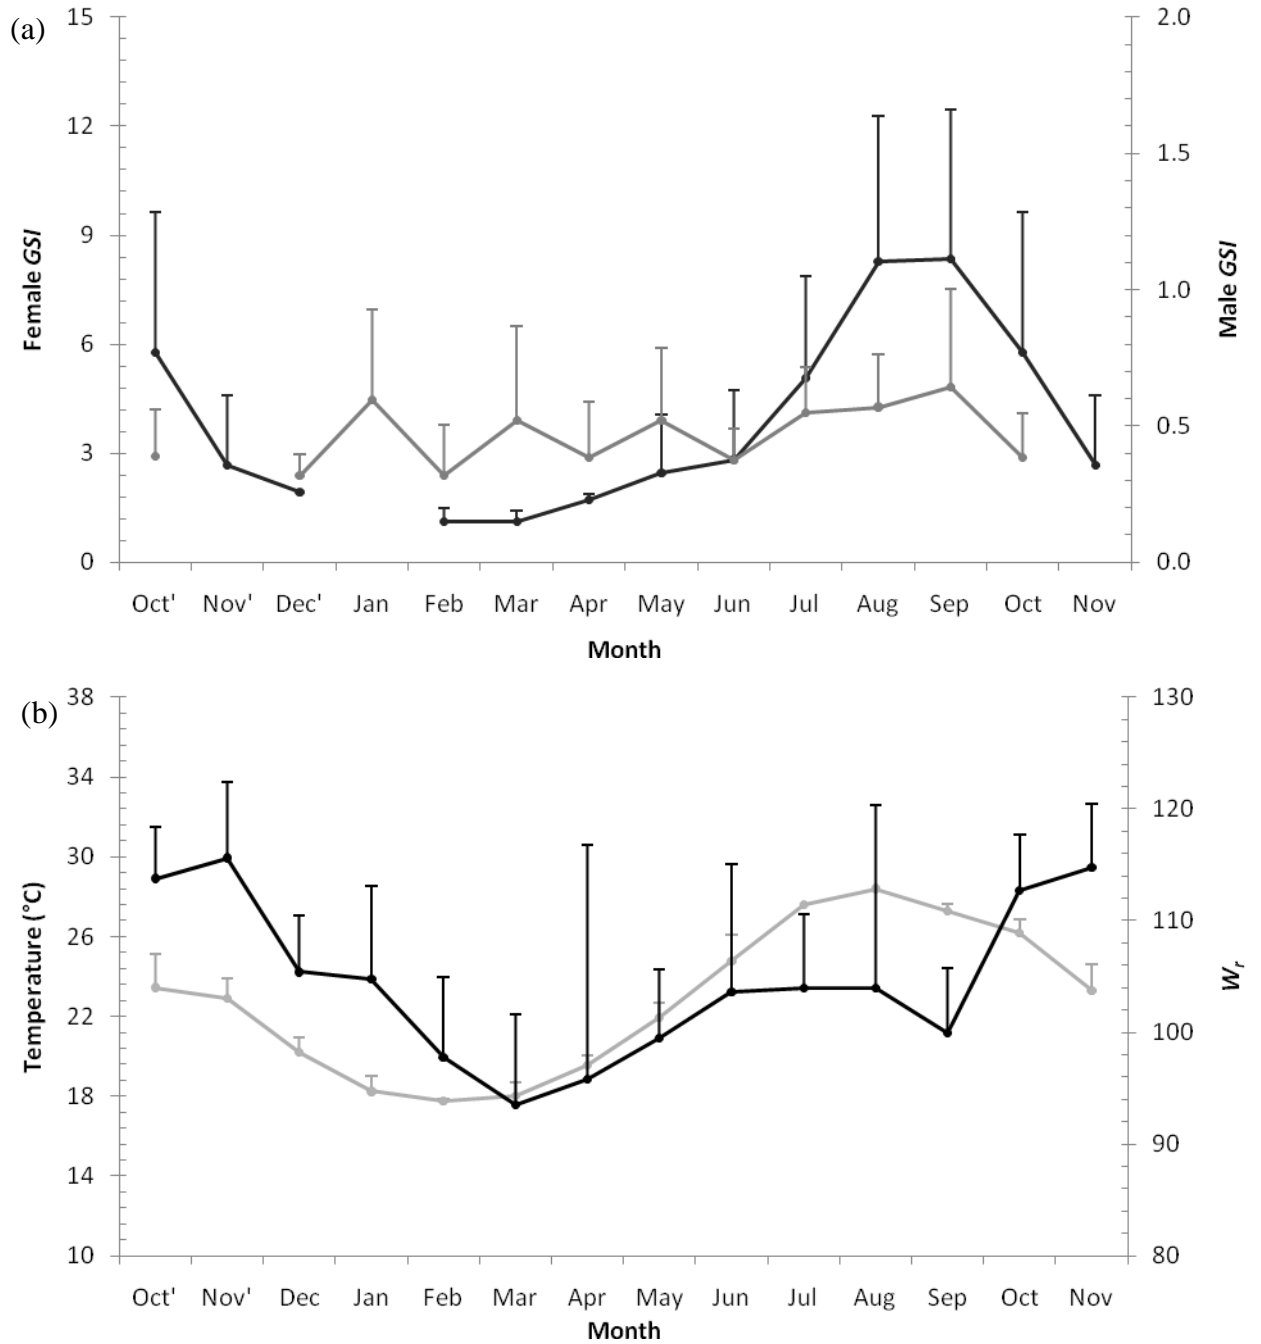 (a)
15
12
9
6
3
0
Female GSI
2.0
1.5
1.0
0.5
0.0
Male GSI
Oct' Nov' Dec' Jan Feb Mar Apr May Jun Jul Aug Sep Oct Nov
Month
(b)
38
34
30
26
22
18
14
10
Temperature (°C)
130
120
110
100
90
80
Wr
Oct' Nov' Dec Jan Feb Mar Apr May Jun Jul Aug Sep Oct Nov
Month